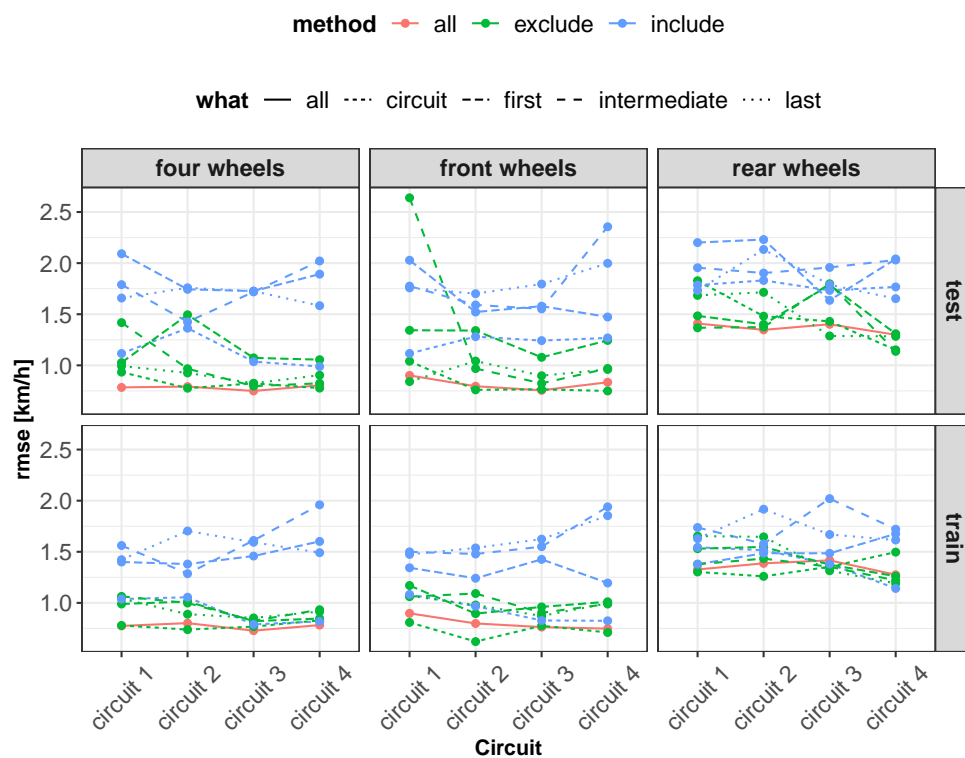 method all exclude include
what all circuit first intermediate last
four wheels front wheels rear wheels
2.5
2.0
1.5
1.0
test
rmse [km/h]
2.5
2.0
1.5
1.0
train
circuit 1 circuit 2 circuit 3 circuit 4 circuit 1 circuit 2 circuit 3 circuit 4 circuit 1 circuit 2 circuit 3 circuit 4
Circuit